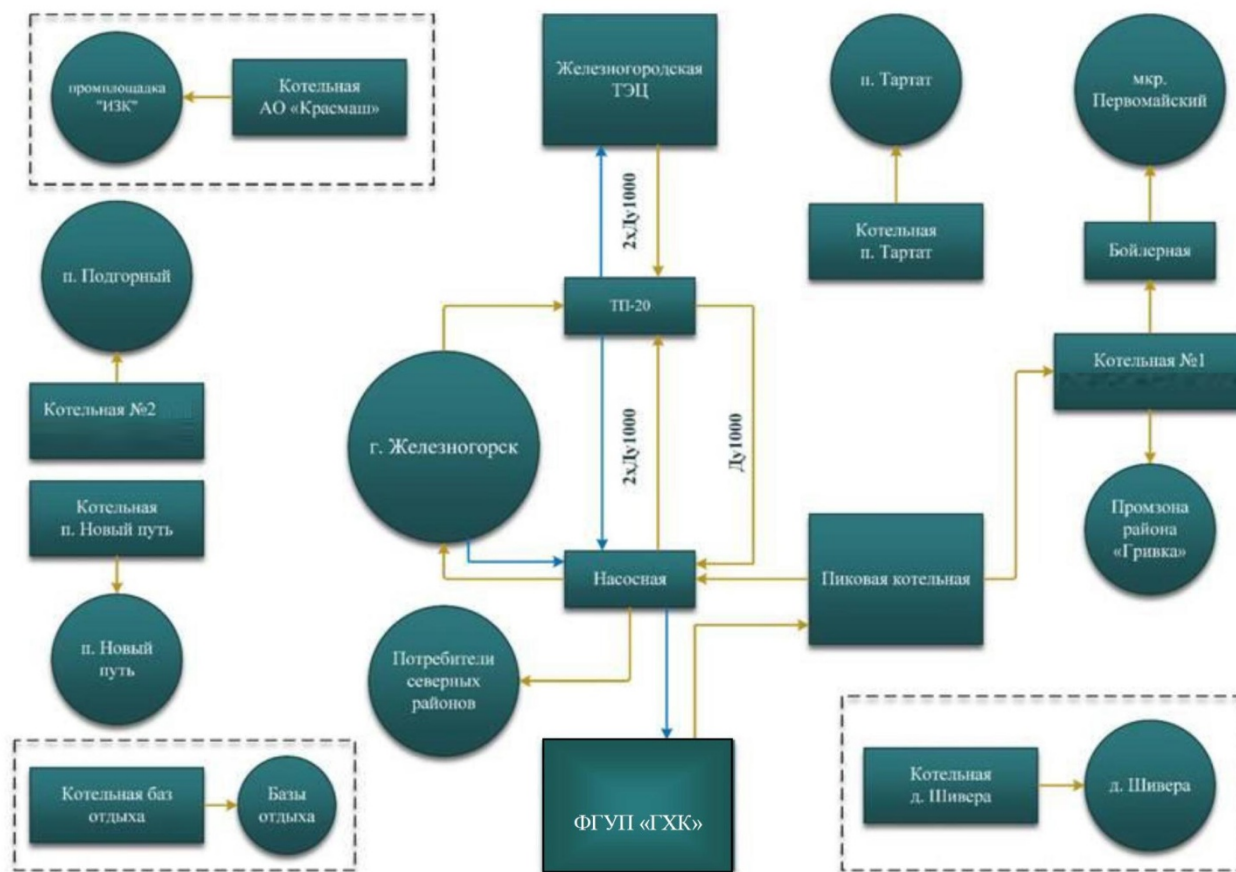 промплощадка
"ИЗК"
Котельная
АО «Красмаш»
Железногородская
ТЭЦ
п. Тартат
мкр.
Первомайский
2хДу1000
п. Подгорный
Котельная
п. Тартат
Бойлерная
ТП-20
Котельная №1
Котельная №2
г. Железногорск
2хДу1000
Ду1000
Котельная
п. Новый путь
Промзона
района
«Гривка»
Насосная
Пиковая котельная
п. Новый
путь
Потребители
северных
районов
Котельная баз
отдыха
Базы
отдыха
ФГУП «ГХК»
Котельная
д. Шивера
д. Шивера